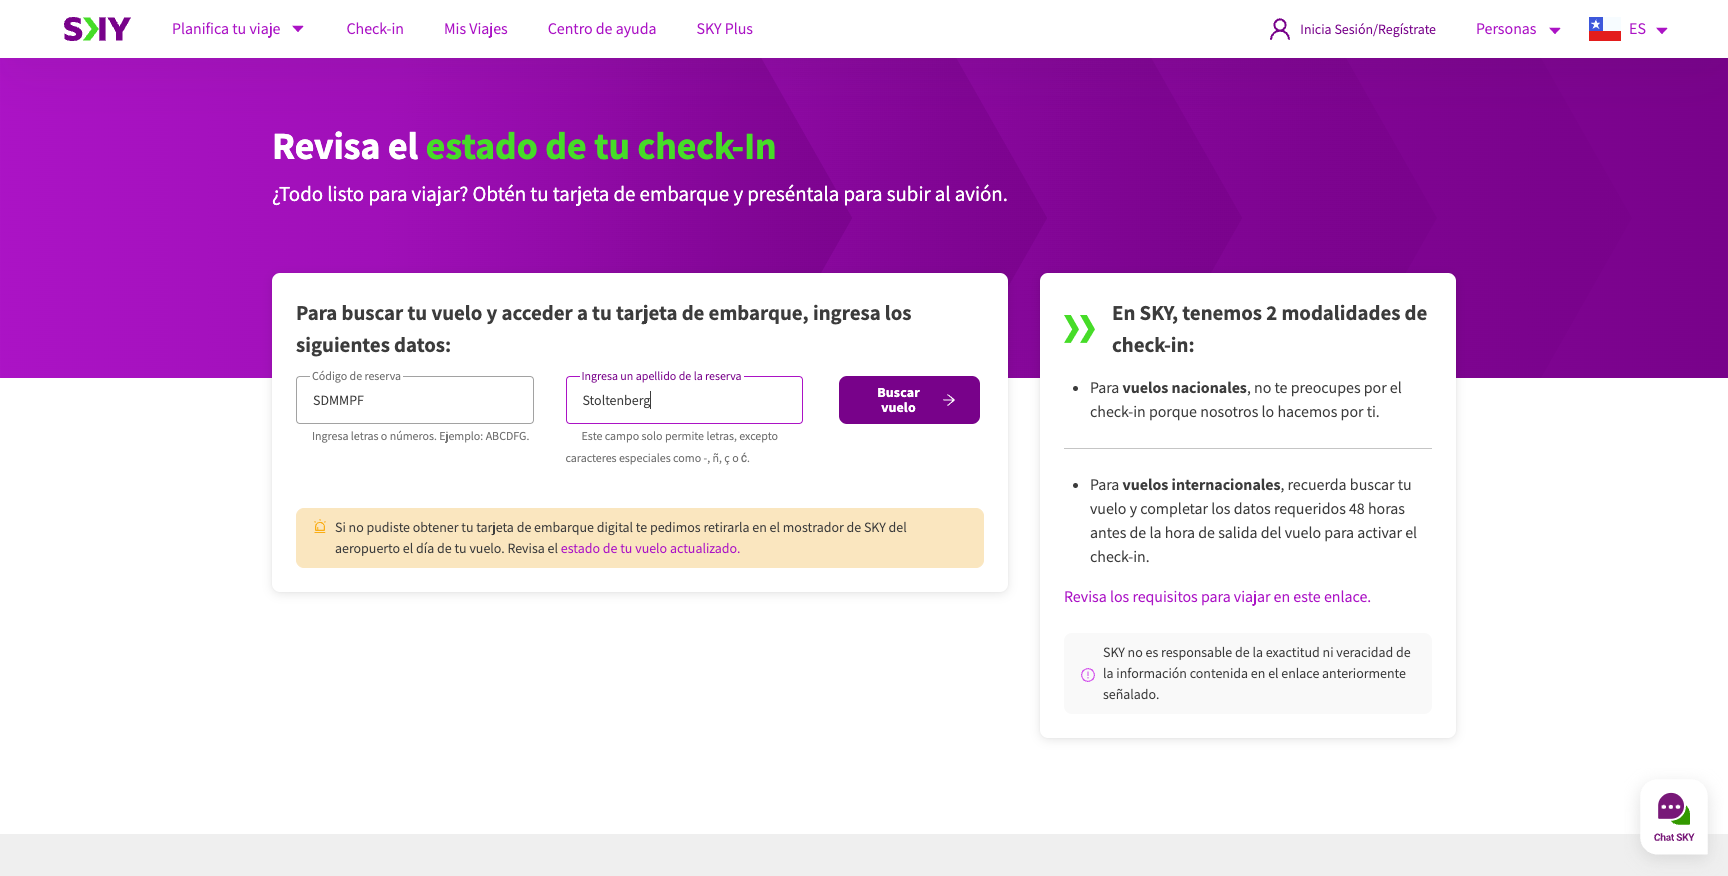 SKY
Planifica tu viaje
Check-in
Mis Viajes
Centro de ayuda
SKY Plus
Inicia Sesión/Regístrate
Personas
ES
Revisa el estado de tu check-In
¿Todo listo para viajar? Obtén tu tarjeta de embarque y preséntala para subir al avión.
Para buscar tu vuelo y acceder a tu tarjeta de embarque, ingresa los
siguientes datos:
Código de reserva
SDMMPF
Ingresa letras o números. Ejemplo: ABCDFG.
Ingresa un apellido de la reserva
Stoltenberg
Este campo solo permite letras, excepto
caracteres especiales como -, ñ, ç o ć.
Buscar
vuelo
Si no pudiste obtener tu tarjeta de embarque digital te pedimos retirarla en el mostrador de SKY del
aeropuerto el día de tu vuelo. Revisa el estado de tu vuelo actualizado.
En SKY, tenemos 2 modalidades de
check-in:
Para vuelos nacionales, no te preocupes por el
check-in porque nosotros lo hacemos por ti.
Para vuelos internacionales, recuerda buscar tu
vuelo y completar los datos requeridos 48 horas
antes de la hora de salida del vuelo para activar el
check-in.
Revisa los requisitos para viajar en este enlace.
SKY no es responsable de la exactitud ni veracidad de
la información contenida en el enlace anteriormente
señalado.
Chat SKY